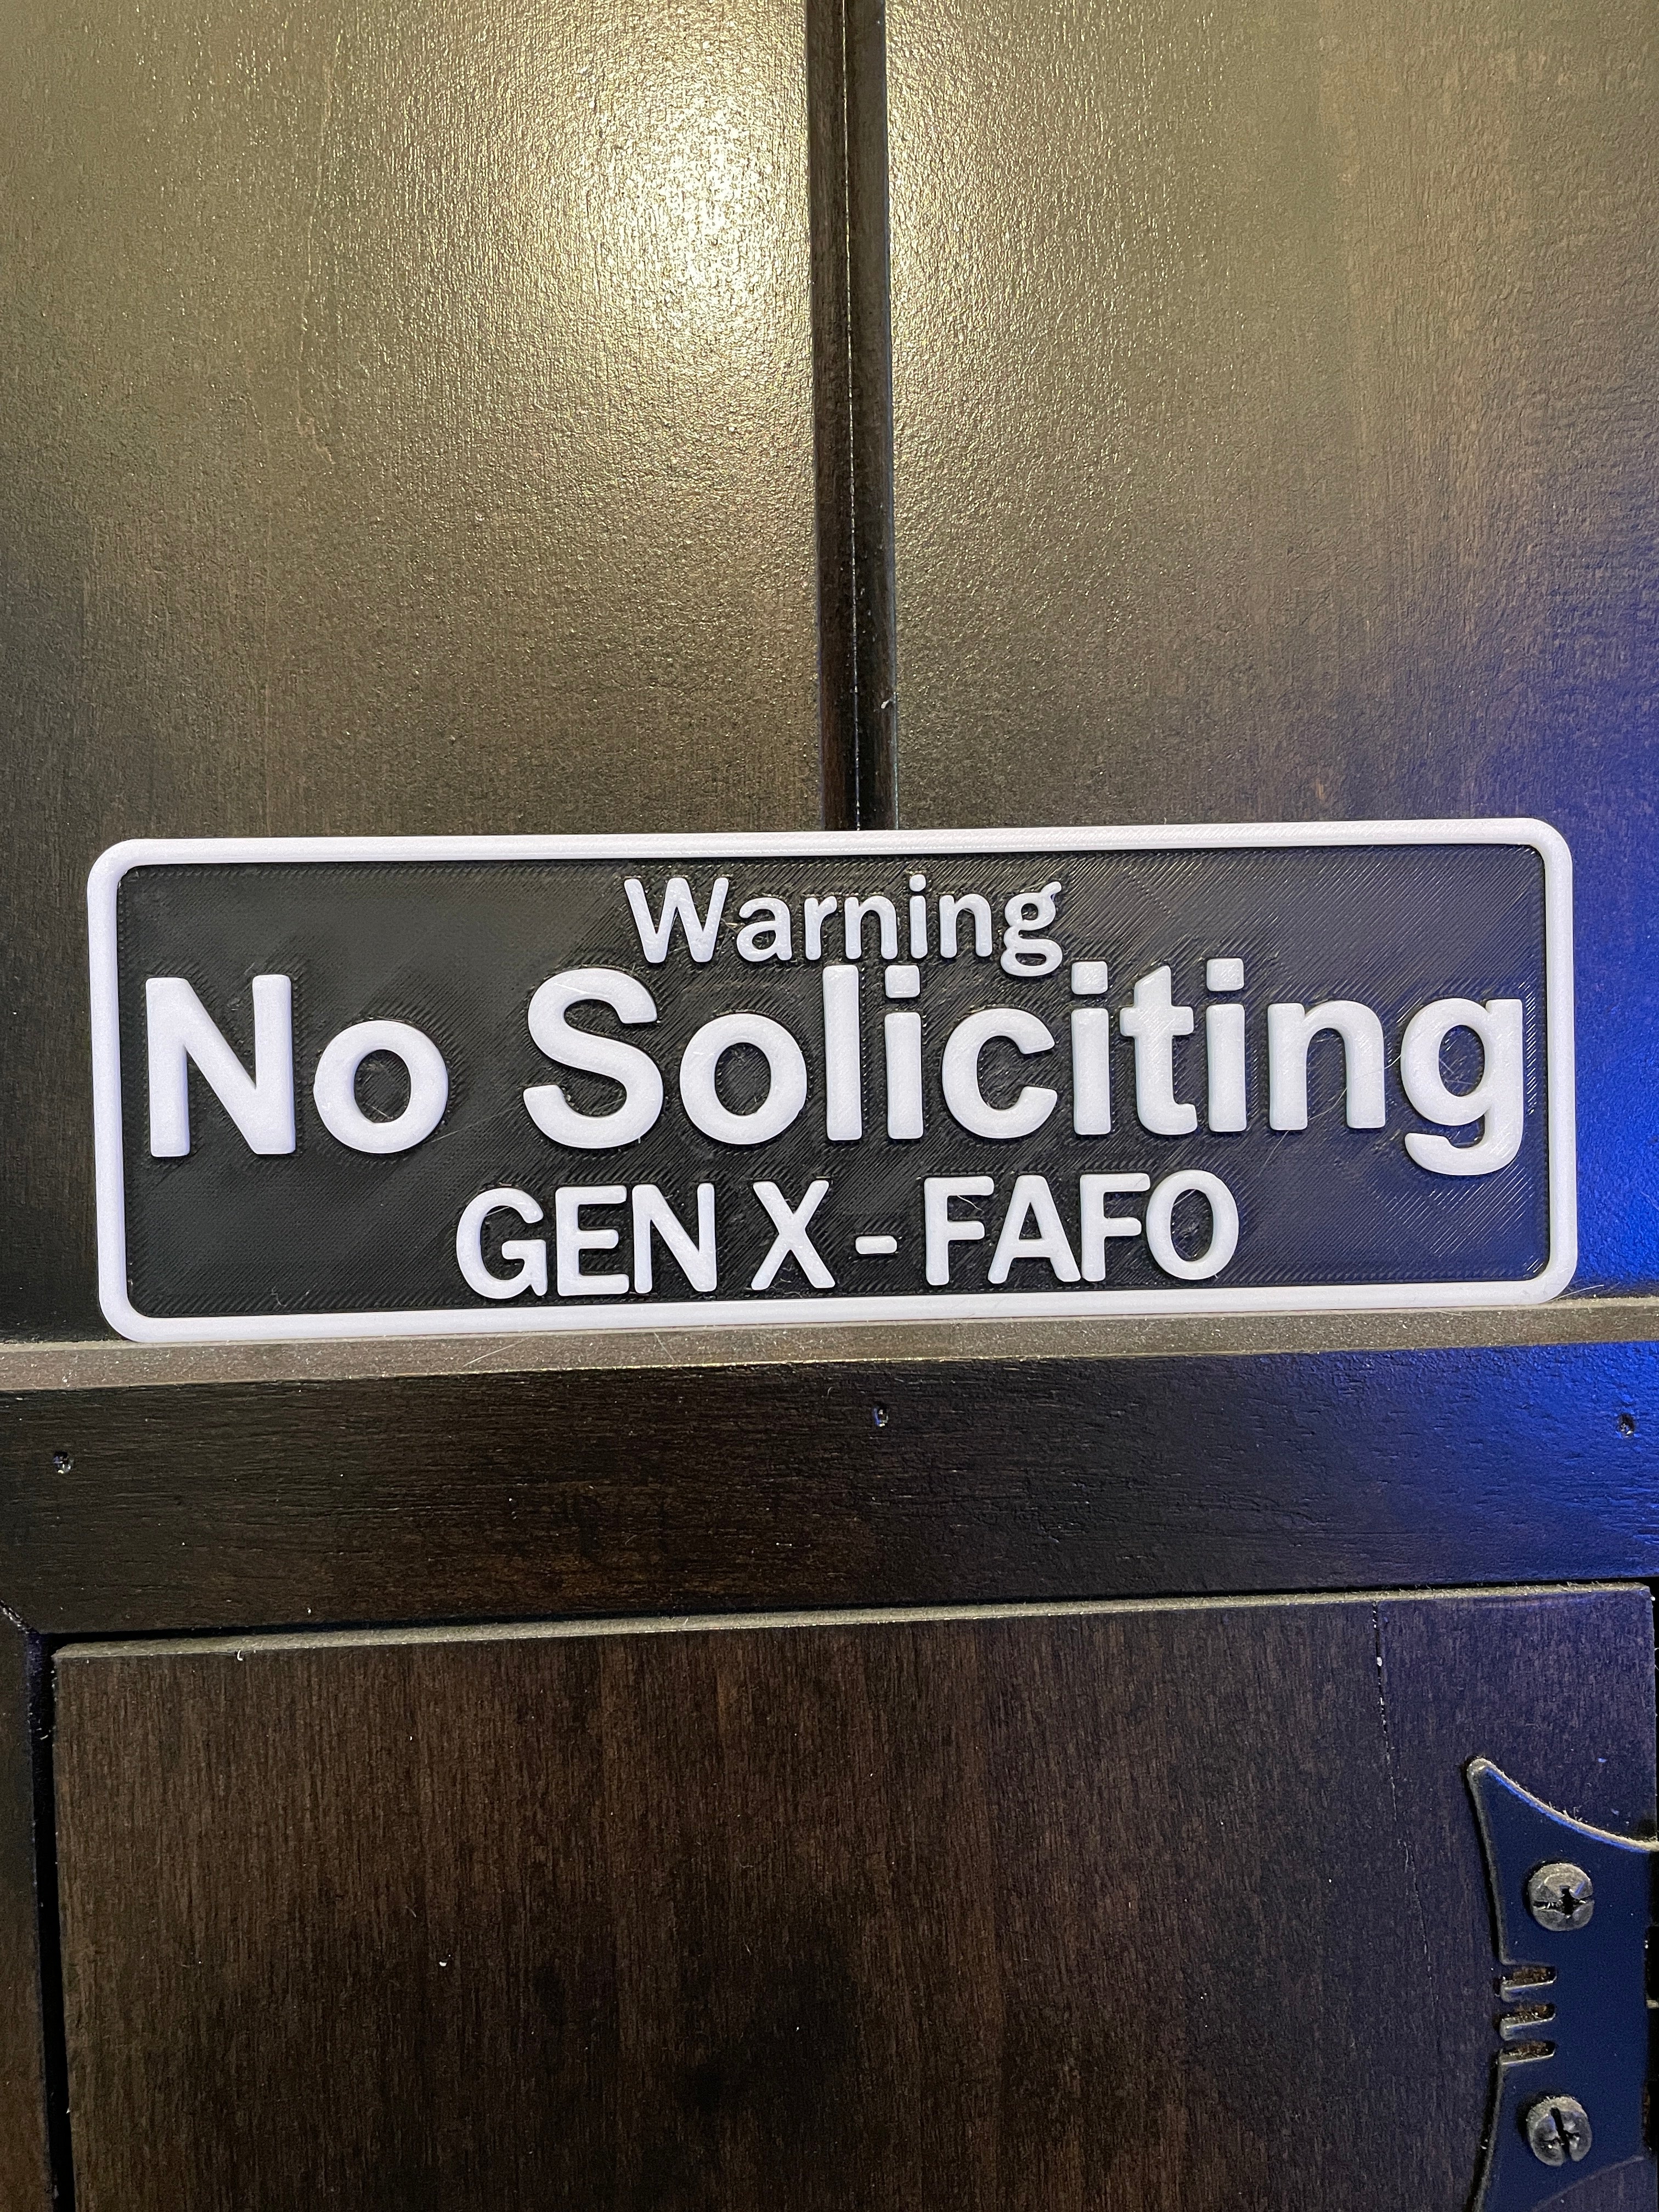 Warning
No Soliciting
GEN X - FAFO